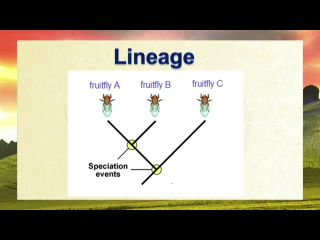 Lineage
fruitfly A
fruitfly B
fruitfly C
Speciation
events